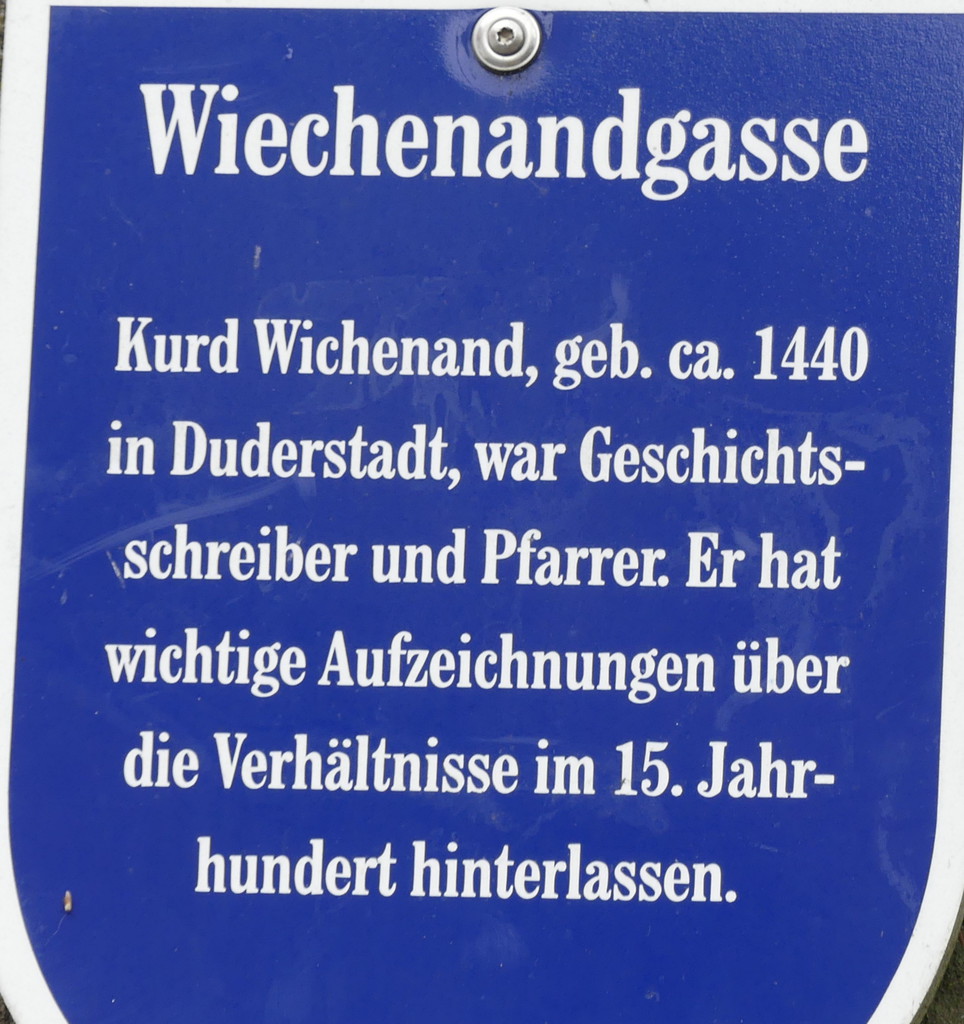 Wiechenandgasse
Kurd Wichenand, geb. ca. 1440
in Duderstadt, war Geschichts-
schreiber und Pfarrer. Er hat
wichtige Aufzeichnungen über
die Verhältnisse im 15. Jahr-
hundert hinterlassen.